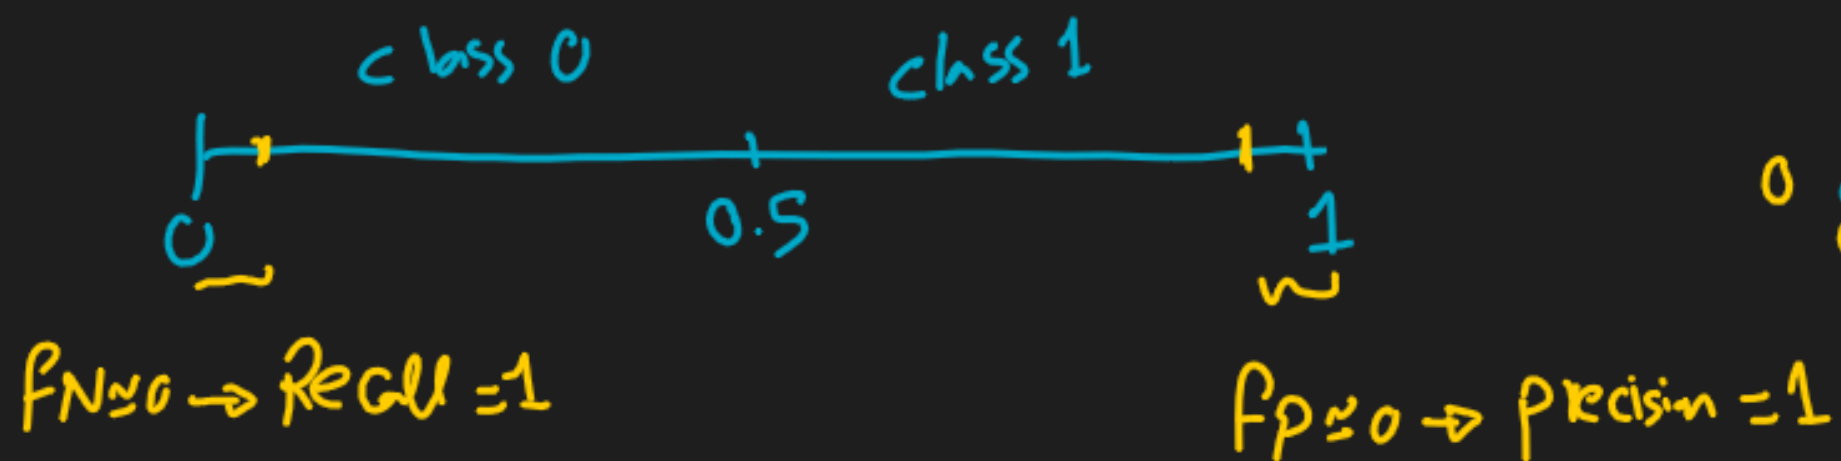 class 0 class 1
0 0.5 1
0
FN≃0 → Recall = 1
FP≃0 → precision = 1